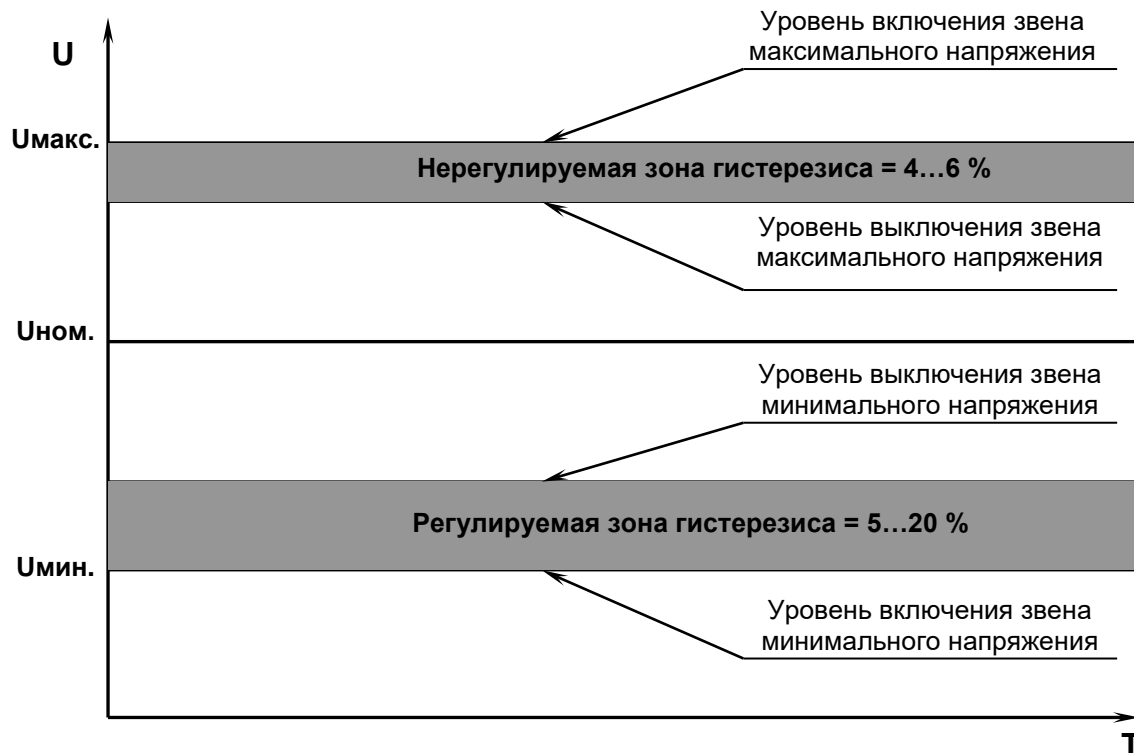 Уровень включения звена
максимального напряжения
U
Uмакс.
Нерегулируемая зона гистерезиса = 4…6 %
Уровень выключения звена
максимального напряжения
Uном.
Уровень выключения звена
минимального напряжения
Регулируемая зона гистерезиса = 5…20 %
Uмин.
Уровень включения звена
минимального напряжения
T